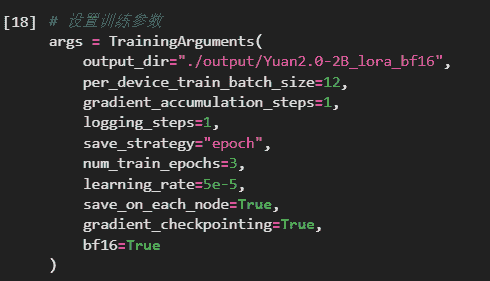 [18] # 设置训练参数
args = TrainingArguments(
    output_dir="./output/Yuan2.0-2B_lora_bf16",
    per_device_train_batch_size=12,
    gradient_accumulation_steps=1,
    logging_steps=1,
    save_strategy="epoch",
    num_train_epochs=3,
    learning_rate=5e-5,
    save_on_each_node=True,
    gradient_checkpointing=True,
    bf16=True
)